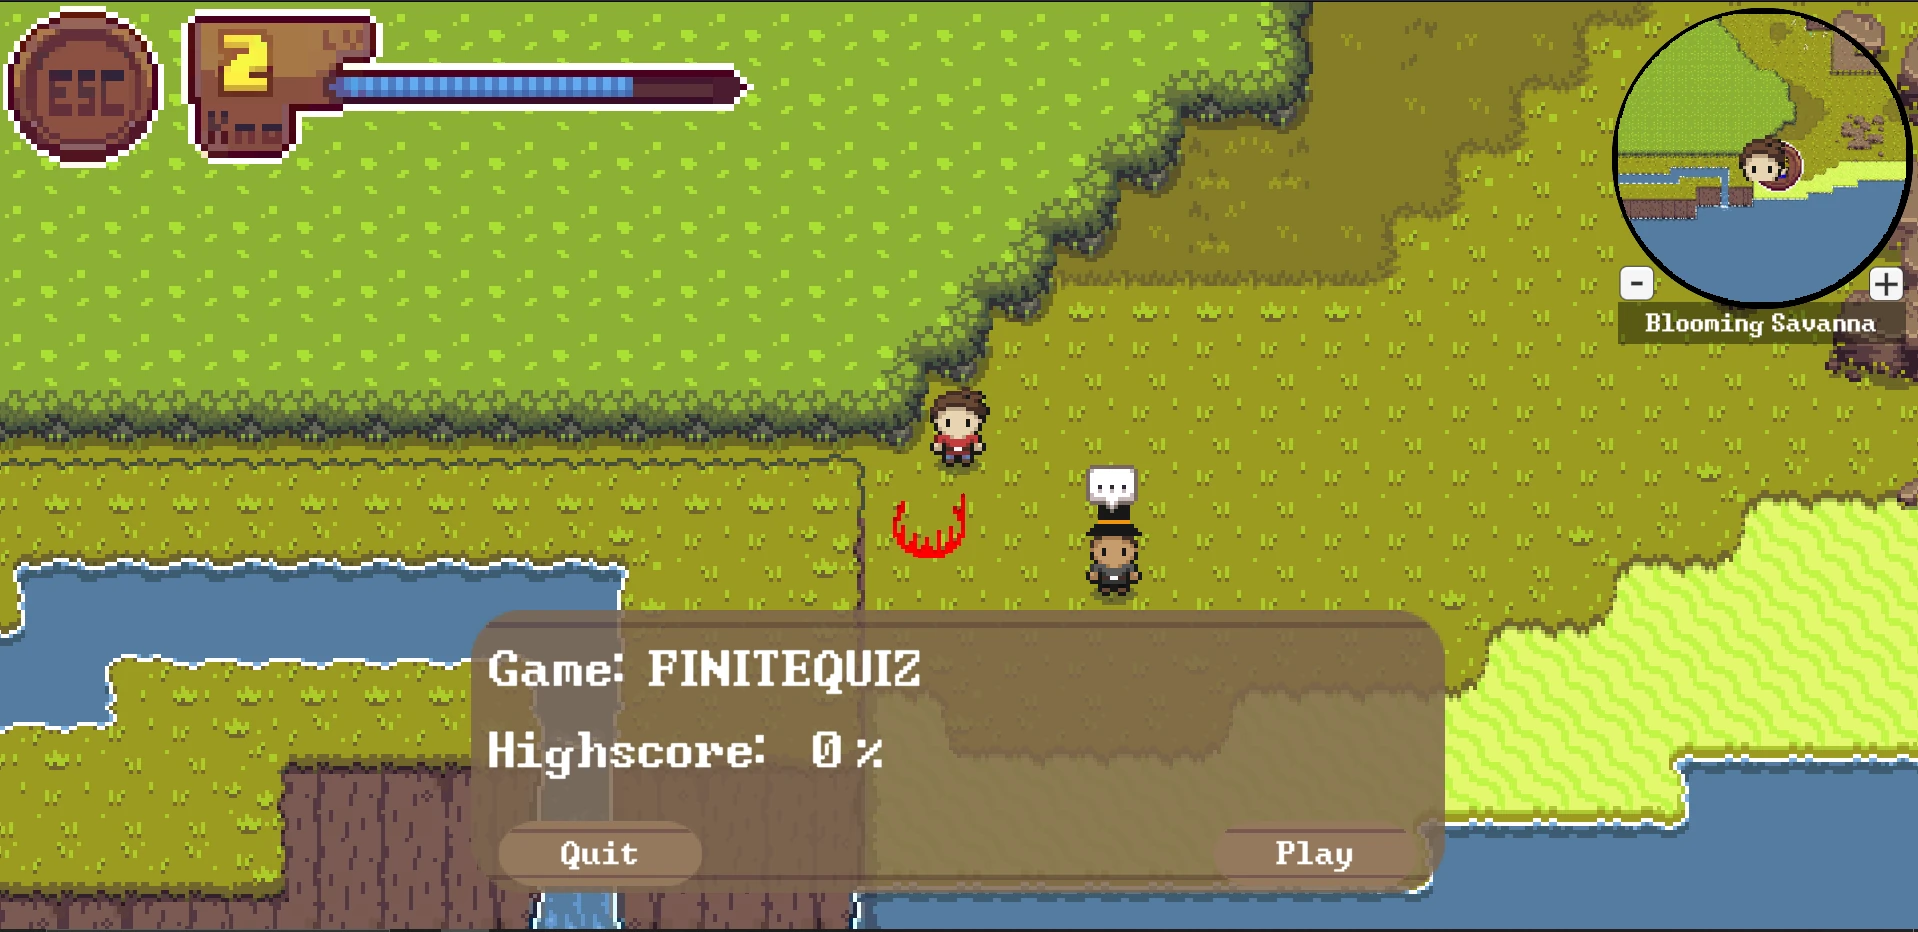 ESC
2
Blooming Savanna
...
Game: FINITEQUIZ
Highscore: 0 %
Quit
Play